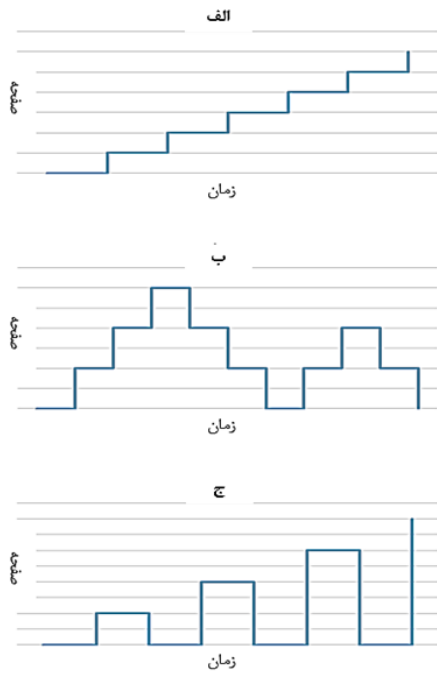 الف
صفحه
زمان
ب
صفحه
زمان
ج
صفحه
زمان